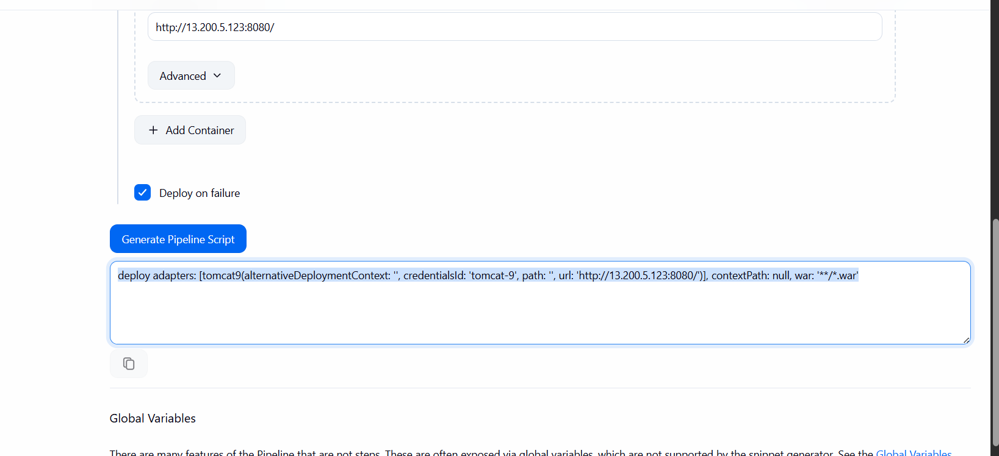 http://13.200.5.123:8080/
Advanced
Add Container
Deploy on failure
Generate Pipeline Script
deploy adapters: [tomcat9(alternativeDeploymentContext: '', credentialsId: 'tomcat-9', path: '', url: 'http://13.200.5.123:8080/')], contextPath: null, war: '**/*.war'
Global Variables
There are many features of the Pipeline that are not steps. These are often exposed via global variables, which are not supported by the snippet generator. See the Global Variables